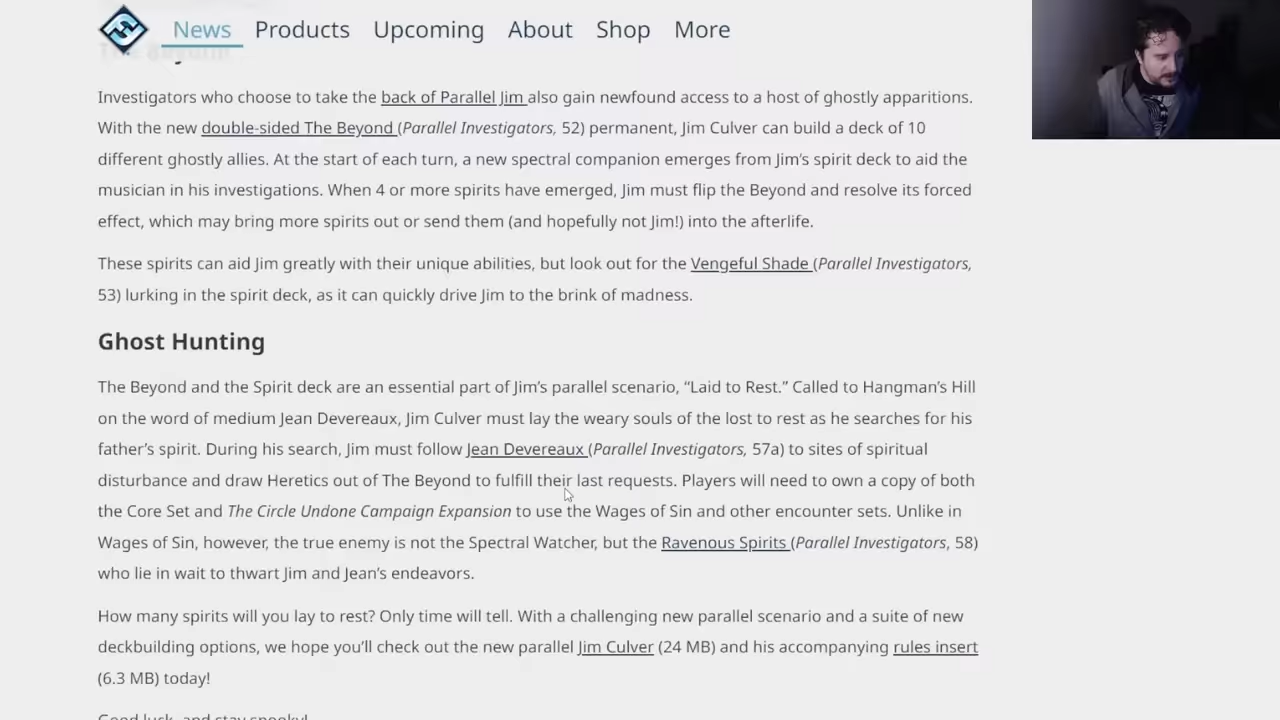 News Products Upcoming About Shop More
The Beyond
Investigators who choose to take the back of Parallel Jim also gain newfound access to a host of ghostly apparitions.
With the new double-sided The Beyond (Parallel Investigators, 52) permanent, Jim Culver can build a deck of 10
different ghostly allies. At the start of each turn, a new spectral companion emerges from Jim’s spirit deck to aid the
musician in his investigations. When 4 or more spirits have emerged, Jim must flip the Beyond and resolve its forced
effect, which may bring more spirits out or send them (and hopefully not Jim!) into the afterlife.
These spirits can aid Jim greatly with their unique abilities, but look out for the Vengeful Shade (Parallel Investigators,
53) lurking in the spirit deck, as it can quickly drive Jim to the brink of madness.
Ghost Hunting
The Beyond and the Spirit deck are an essential part of Jim’s parallel scenario, “Laid to Rest.” Called to Hangman’s Hill
on the word of medium Jean Devereaux, Jim Culver must lay the weary souls of the lost to rest as he searches for his
father’s spirit. During his search, Jim must follow Jean Devereaux (Parallel Investigators, 57a) to sites of spiritual
disturbance and draw Heretics out of The Beyond to fulfill their last requests. Players will need to own a copy of both
the Core Set and The Circle Undone Campaign Expansion to use the Wages of Sin and other encounter sets. Unlike in
Wages of Sin, however, the true enemy is not the Spectral Watcher, but the Ravenous Spirits (Parallel Investigators, 58)
who lie in wait to thwart Jim and Jean’s endeavors.
How many spirits will you lay to rest? Only time will tell. With a challenging new parallel scenario and a suite of new
deckbuilding options, we hope you’ll check out the new parallel Jim Culver (24 MB) and his accompanying rules insert
(6.3 MB) today!
Good luck, and stay spooky!